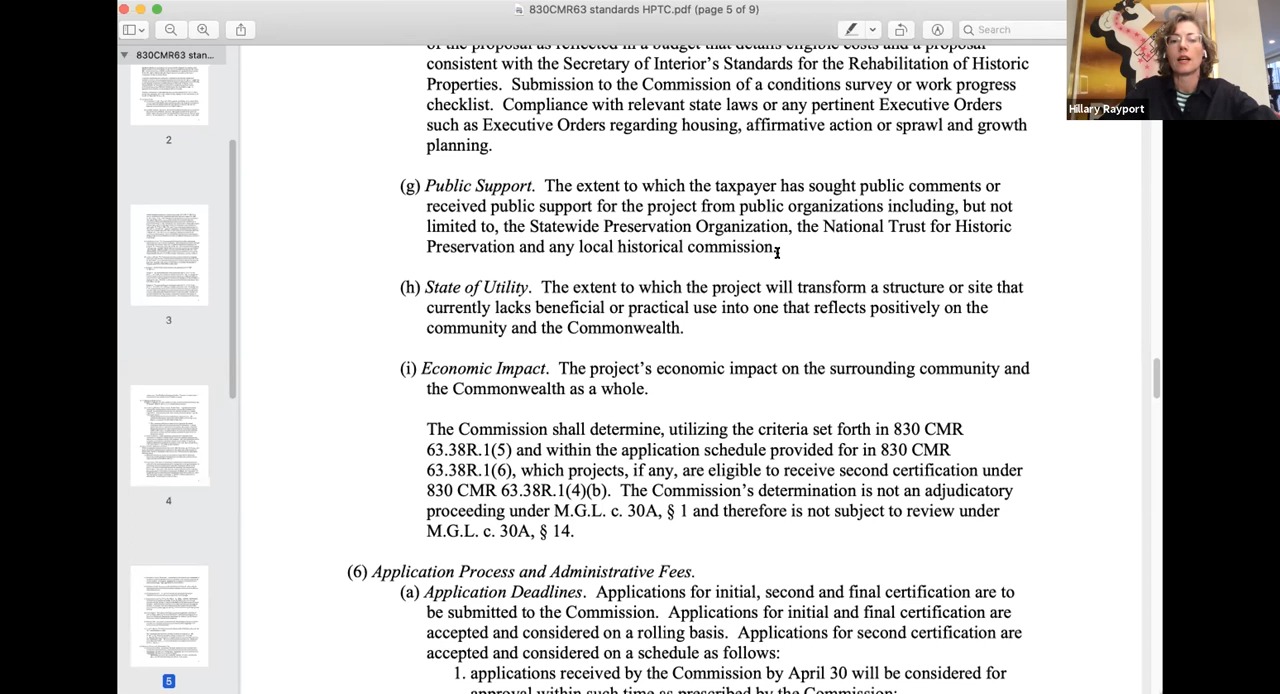 830CMR63 standards HPTC.pdf (page 5 of 9)
Search
830CMR63 stan...
2
3
4
5
Hillary Rayport
consistent with the Secretary of Interior's Standards for the Rehabilitation of Historic
Properties. Submission to the Commission of a conditions survey or work progress
checklist. Compliance with relevant state laws or any pertinent Executive Orders
such as Executive Orders regarding housing, affirmative action or sprawl and growth
planning.
(g) Public Support. The extent to which the taxpayer has sought public comments or
received public support for the project from public organizations including, but not
limited to, a statewide Preservation Organization, the National Trust for Historic
Preservation or any local historical commission.
(h) State of Utility. The extent to which the project will transform a structure or site that
currently lacks beneficial or practical use into one that reflects positively on the
community and the Commonwealth.
(i) Economic Impact. The project's economic impact on the surrounding community and
the Commonwealth as a whole.
The Commission shall determine, utilizing the criteria set forth in 830 CMR
63.38R.1(5), and within the application schedule provided for in 830 CMR
63.38R.1(6), which projects, if any, are eligible to receive second certification under
830 CMR 63.38R.1(4)(b). The Commission's determination is not an adjudicatory
proceeding under M.G.L. c. 30A, § 1 and therefore is not subject to review under
M.G.L. c. 30A, § 14.
(6) Application Process and Administrative Fees.
(a) Applications. Applications for initial, second and final certification are to
be submitted to the Commission. Applications for initial and final certification are
accepted and considered on a rolling basis. Applications for second certification are
accepted and considered on a schedule as follows:
1. applications received by the Commission by April 30 will be considered for
approval within such time as prescribed by the Commission;